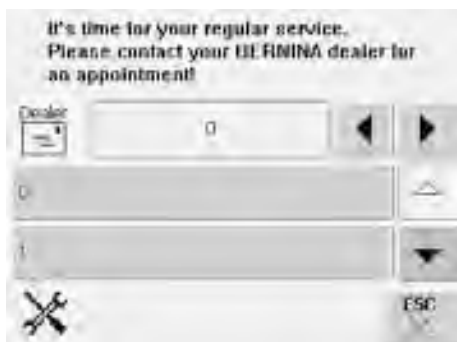 It's time for your regular service.
Please contact your BERNINA dealer for
an appointment!
Dealer
0
0
1
ESC